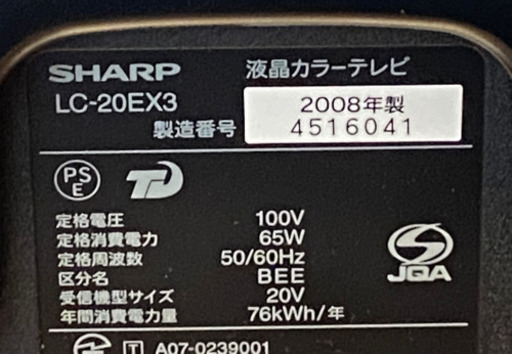 SHARP 液晶カラーテレビ
LC-20EX3
2008年製
製造番号 4516041
PS E
定格電圧 100V
定格消費電力 65W
定格周波数 50/60Hz
区分名 BEE
受信機型サイズ 20V
年間消費電力量 76kWh/年
JQA
T A07-0239001